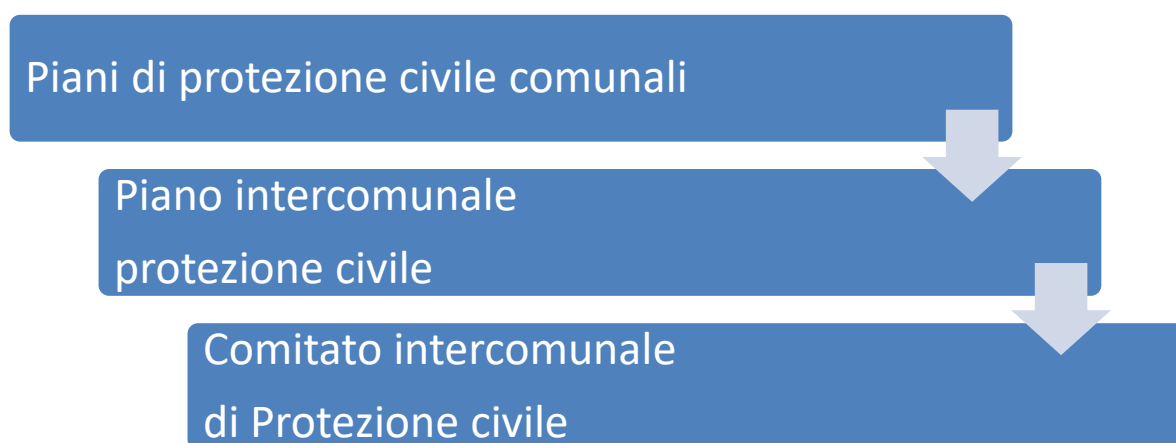 Piani di protezione civile comunali
Piano intercomunale
protezione civile
Comitato intercomunale
di Protezione civile